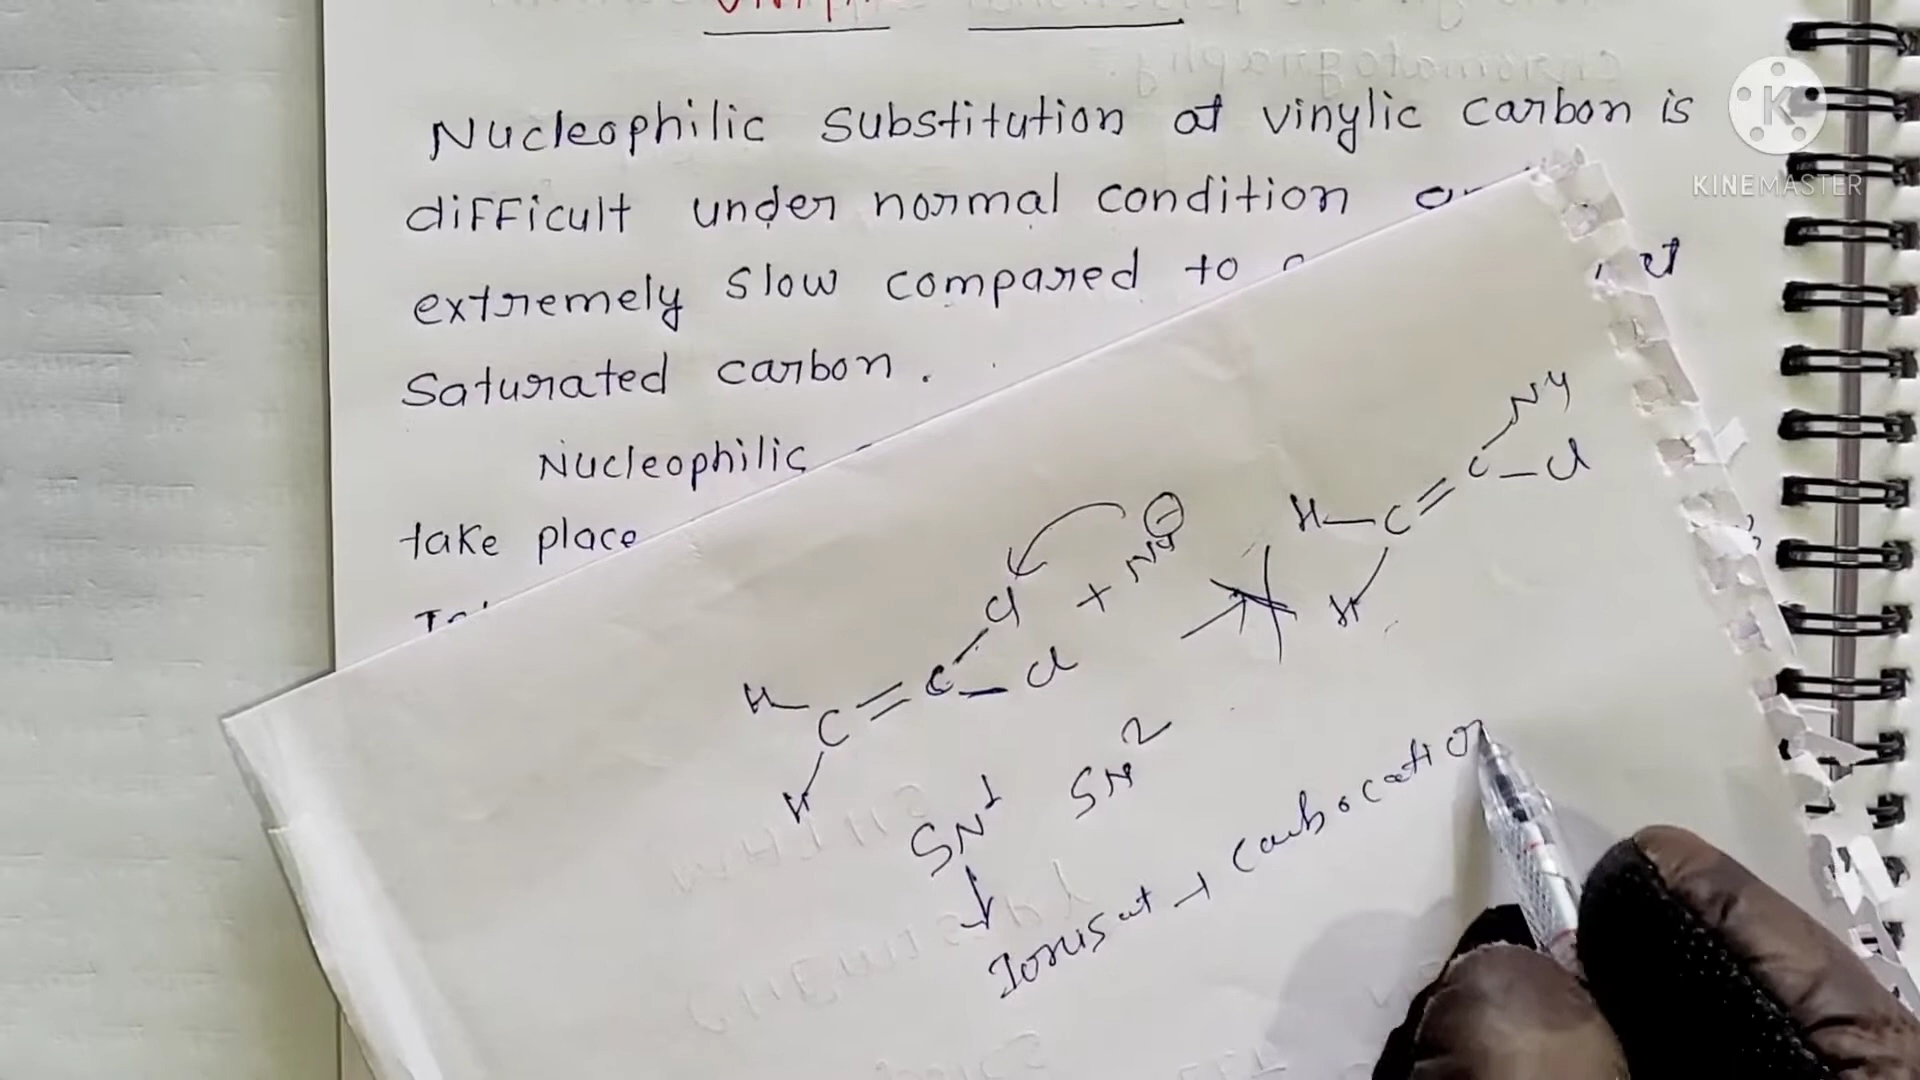 Nucleophilic substitution at vinylic carbon is
difficult under normal condition
extremely slow compared to
saturated carbon.
Nucleophilic
take place
H C = C Cl Cl + Nu⊖
H
H C = C Nu Cl
H
SN1 SN2
carbocation
KINEMASTER